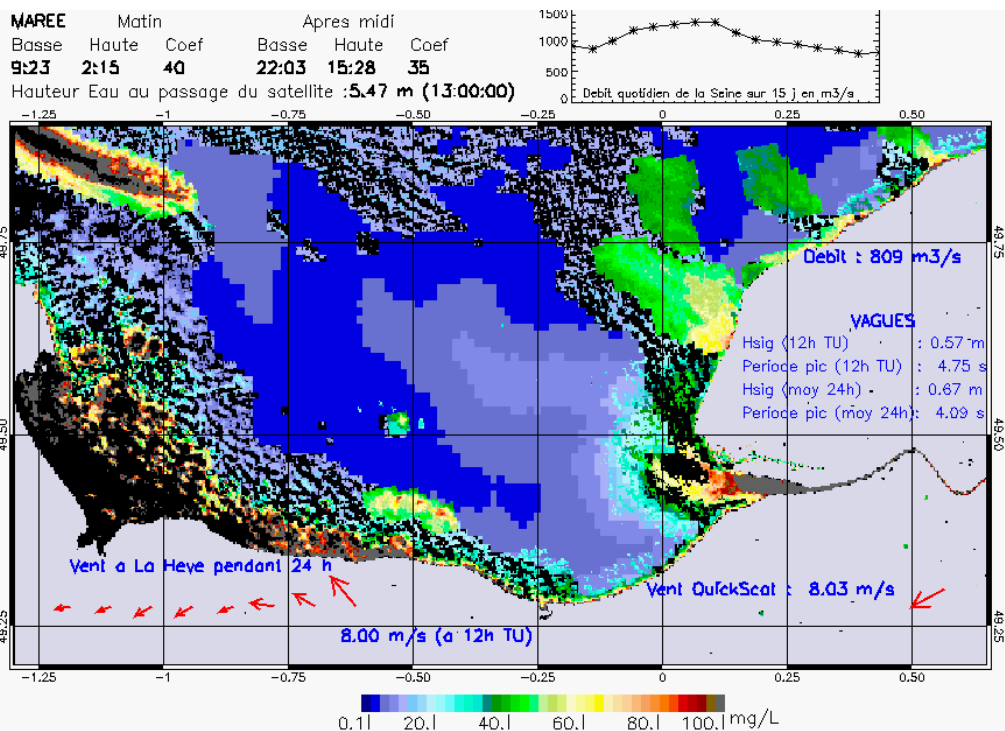 MAREE Matin Apres midi
Basse Haute Coef Basse Haute Coef
9:23 2:15 40 22:03 15:28 35
Hauteur Eau au passage du satellite :5.47 m (13:00:00)
1500
1000
500
0
Debit quotidien de la Seine sur 15 j en m3/s
-1.25 -1 -0.75 -0.50 -0.25 0 0.25 0.50
49.75 49.75
Debit : 809 m3/s
VAGUES
Hsig (12h TU) : 0.57 m
Periode pic (12h TU) : 4.75 s
Hsig (moy 24h) : 0.67 m
Periode pic (moy 24h): 4.09 s
49.50 49.50
Vent a La Heve pendant 24 h
Vent QuickScat : 8.03 m/s
8.00 m/s (a 12h TU)
49.25 49.25
-1.25 -1 -0.75 -0.50 -0.25 0 0.25 0.50
0.1 20.1 40.1 60.1 80.1 100.1 mg/L